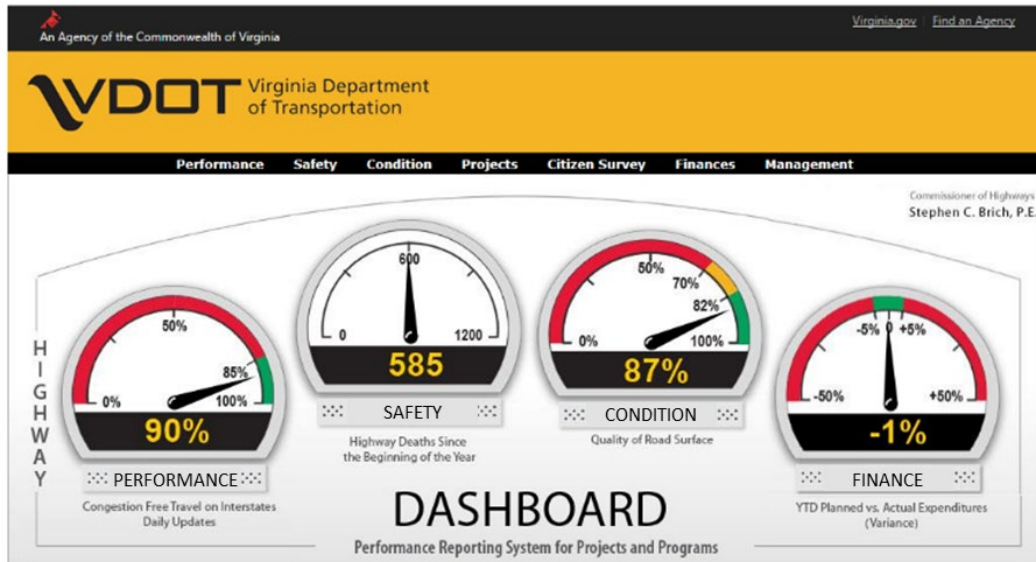 An Agency of the Commonwealth of Virginia
Virginia.gov | Find an Agency
VDOT Virginia Department
of Transportation
Performance Safety Condition Projects Citizen Survey Finances Management
Commissioner of Highways
Stephen C. Brich, P.E.
HIGHWAY
0%
50%
85%
100%
90%
PERFORMANCE
Congestion Free Travel on Interstates
Daily Updates
0
600
1200
585
SAFETY
Highway Deaths Since
the Beginning of the Year
0%
50%
70%
82%
100%
87%
CONDITION
Quality of Road Surface
-50%
-5%
0
+5%
+50%
-1%
FINANCE
YTD Planned vs. Actual Expenditures
(Variance)
DASHBOARD
Performance Reporting System for Projects and Programs